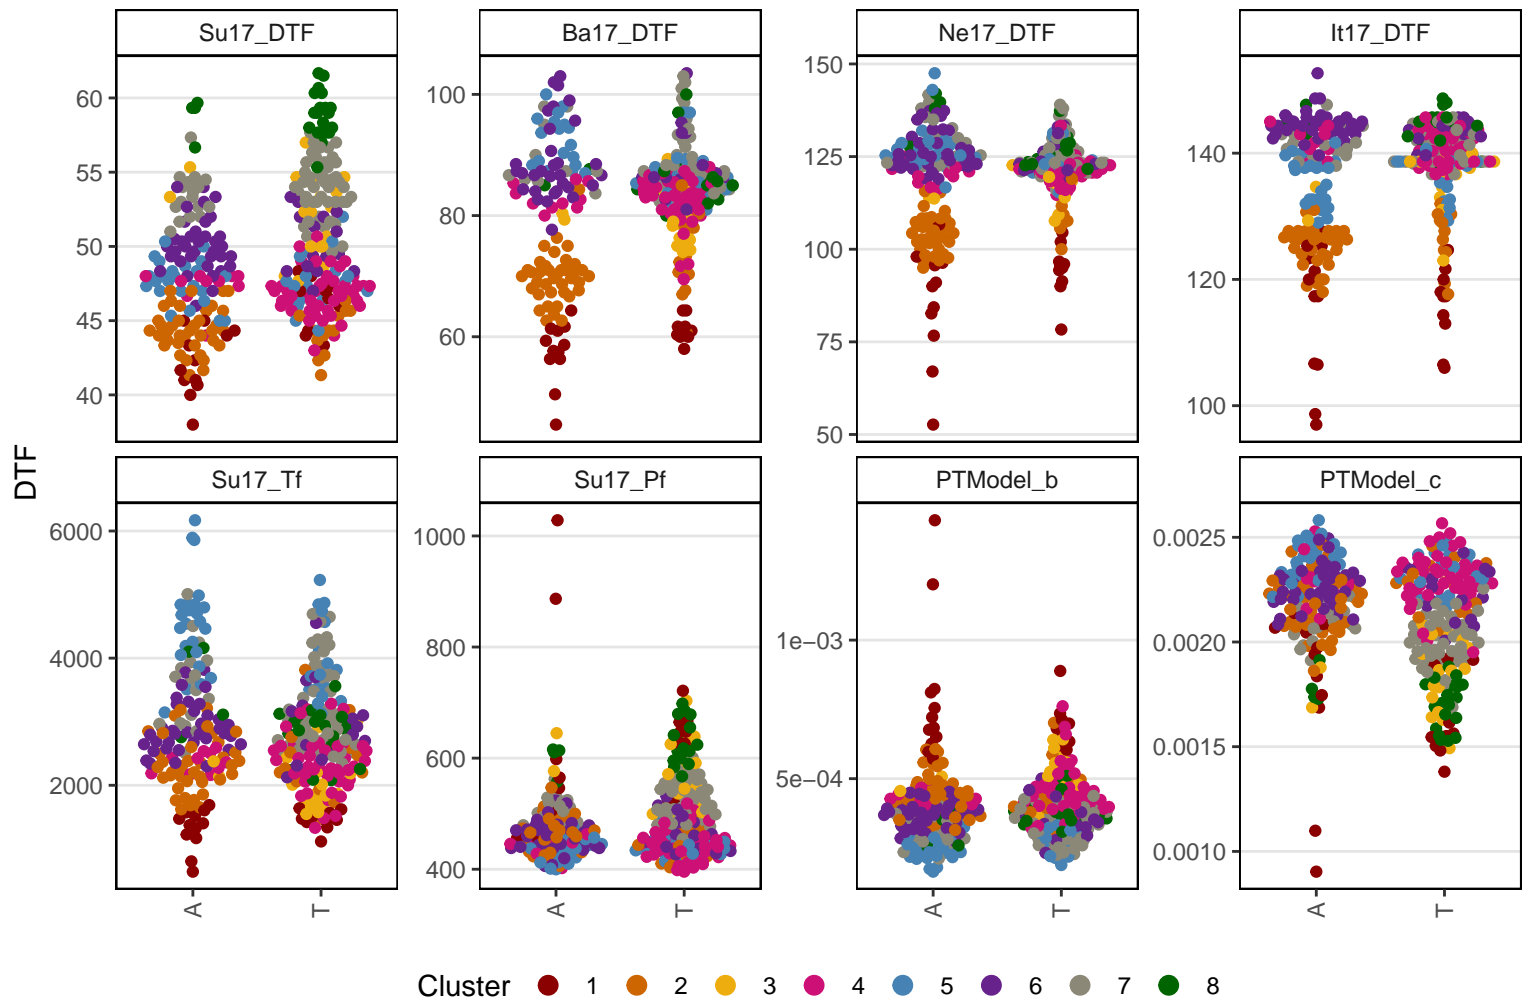 Su17_DTF
Ba17_DTF
Ne17_DTF
It17_DTF
60
55
50
45
40
100
80
60
150
125
100
75
50
140
120
100
DTF
Su17_Tf
Su17_Pf
PTModel_b
PTModel_c
6000
4000
2000
1000
800
600
400
1e−03
5e−04
0.0025
0.0020
0.0015
0.0010
A
T
A
T
A
T
A
T
Cluster 1 2 3 4 5 6 7 8